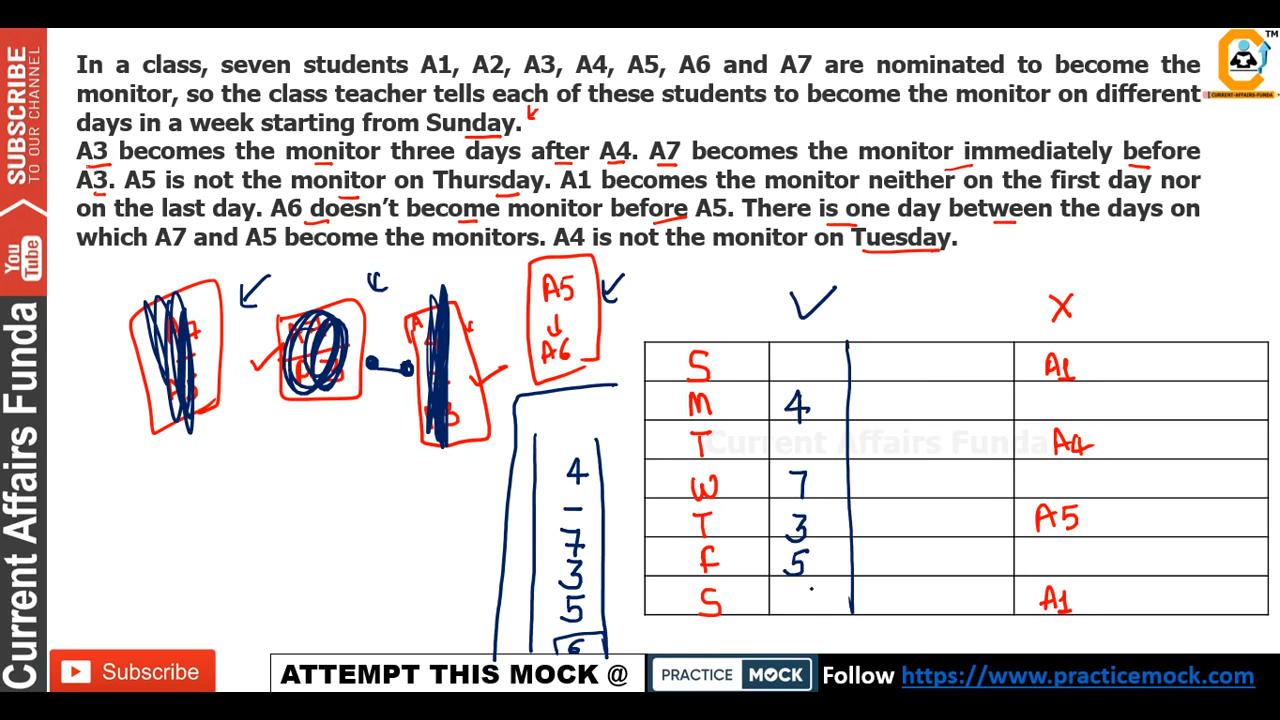 SUBSCRIBE
TO OUR CHANNEL
You Tube
Current Affairs Funda
TM
CURRENT-AFFAIRS-FUNDA
In a class, seven students A1, A2, A3, A4, A5, A6 and A7 are nominated to become the
monitor, so the class teacher tells each of these students to become the monitor on different
days in a week starting from Sunday.
A3 becomes the monitor three days after A4. A7 becomes the monitor immediately before
A3. A5 is not the monitor on Thursday. A1 becomes the monitor neither on the first day nor
on the last day. A6 doesn't become monitor before A5. There is one day between the days on
which A7 and A5 become the monitors. A4 is not the monitor on Tuesday.
A5
↓
A6
4
–
7
3
5
6
✓ X
S A1
M 4
T A4
W 7
T 3 A5
F 5
S A1
Current Affairs Funda
Subscribe
ATTEMPT THIS MOCK @
PRACTICE MOCK
Follow https://www.practicemock.com